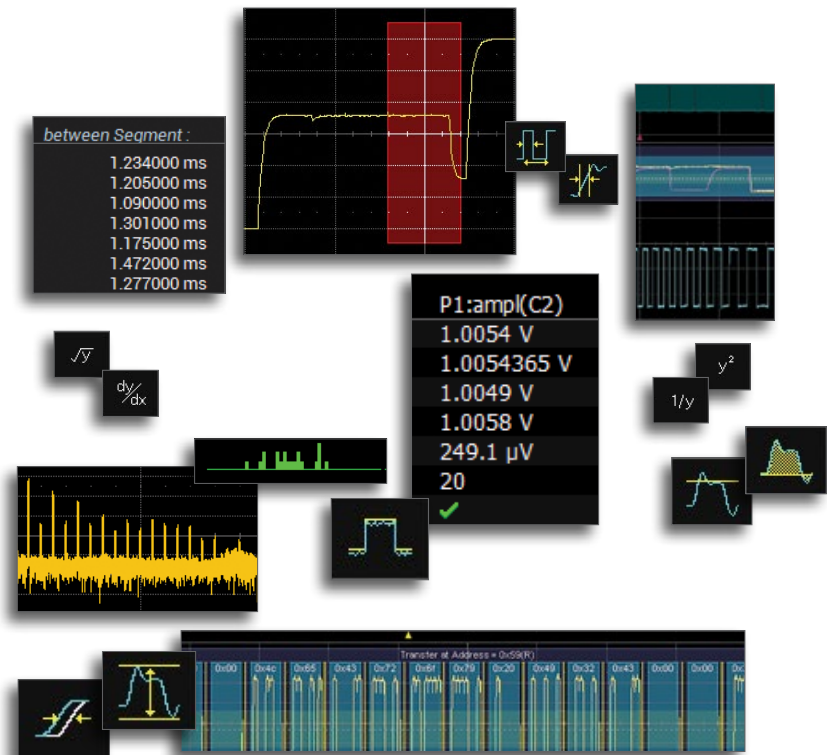 between Segment :
1.234000 ms
1.205000 ms
1.090000 ms
1.301000 ms
1.175000 ms
1.472000 ms
1.277000 ms
P1:ampl(C2)
1.0054 V
1.0054365 V
1.0049 V
1.0058 V
249.1 µV
20
√y
dy/dx
y²
1/y
Transfer at Address = 0x59(R)
0x00 0x4c 0x65 0x43 0x72 0x6f 0x79 0x20 0x49 0x32 0x43 0x00 0x00